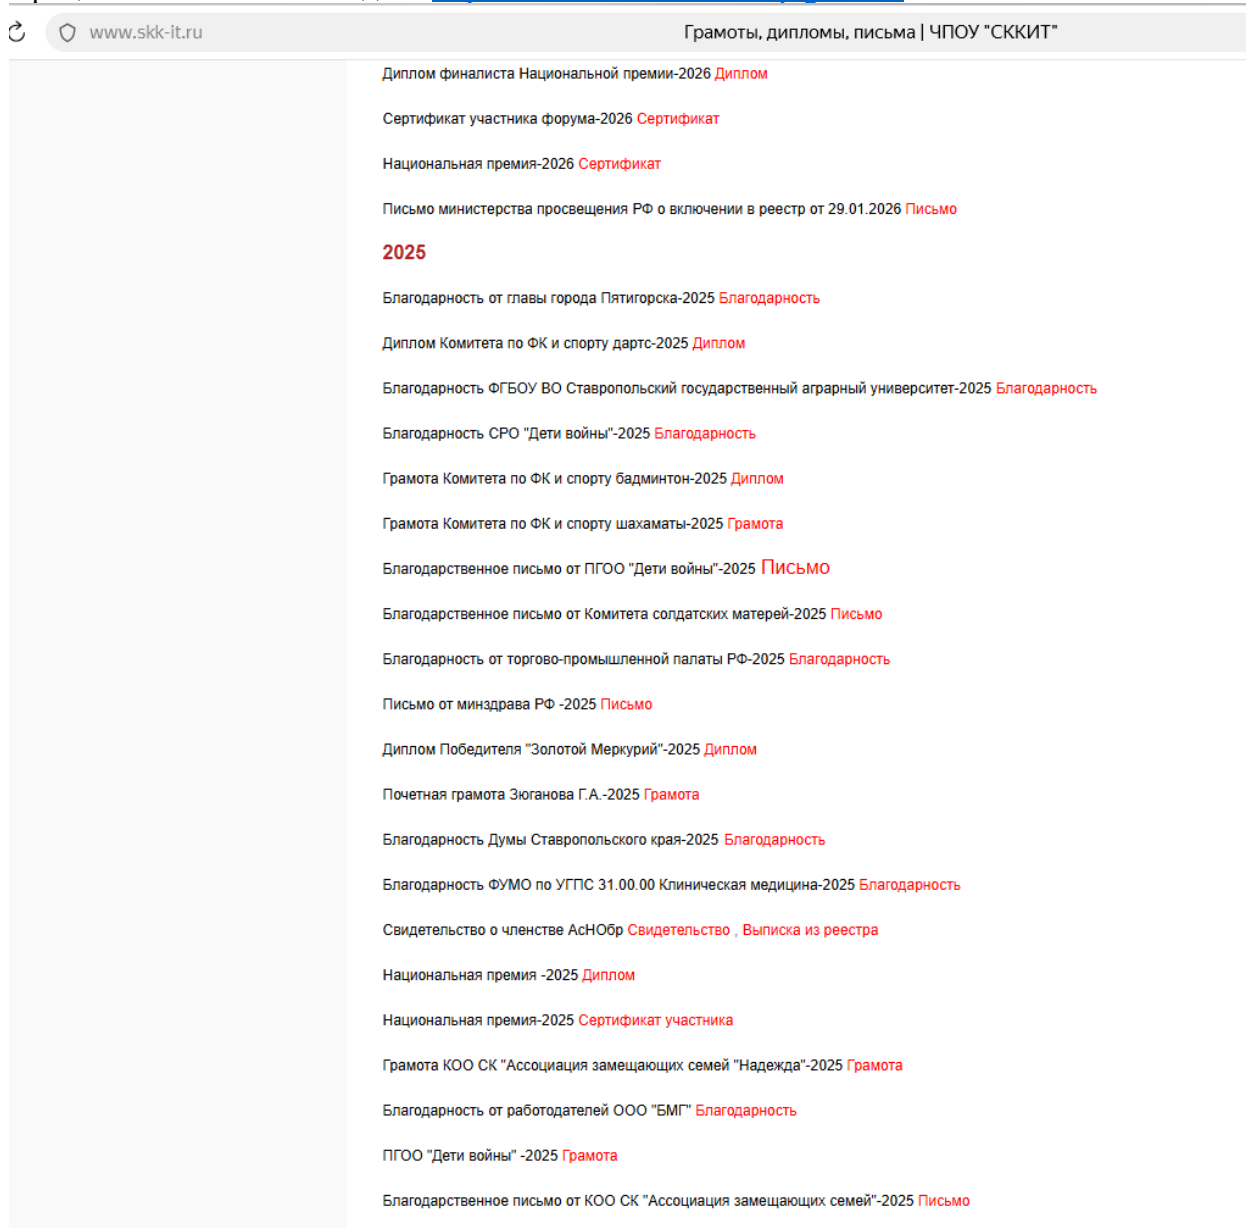 www.skk-it.ru Грамоты, дипломы, письма | ЧПОУ "СККИТ"
Диплом финалиста Национальной премии-2026 Диплом
Сертификат участника форума-2026 Сертификат
Национальная премия-2026 Сертификат
Письмо министерства просвещения РФ о включении в реестр от 29.01.2026 Письмо
2025
Благодарность от главы города Пятигорска-2025 Благодарность
Диплом Комитета по ФК и спорту дартс-2025 Диплом
Благодарность ФГБОУ ВО Ставропольский государственный аграрный университет-2025 Благодарность
Благодарность СРО "Дети войны"-2025 Благодарность
Грамота Комитета по ФК и спорту бадминтон-2025 Диплом
Грамота Комитета по ФК и спорту шахаматы-2025 Грамота
Благодарственное письмо от ПГОО "Дети войны"-2025 Письмо
Благодарственное письмо от Комитета солдатских матерей-2025 Письмо
Благодарность от торгово-промышленной палаты РФ-2025 Благодарность
Письмо от минздрава РФ -2025 Письмо
Диплом Победителя "Золотой Меркурий"-2025 Диплом
Почетная грамота Зюганова Г.А.-2025 Грамота
Благодарность Думы Ставропольского края-2025 Благодарность
Благодарность ФУМО по УГПС 31.00.00 Клиническая медицина-2025 Благодарность
Свидетельство о членстве АсНОбр Свидетельство , Выписка из реестра
Национальная премия -2025 Диплом
Национальная премия-2025 Сертификат участника
Грамота КОО СК "Ассоциация замещающих семей "Надежда"-2025 Грамота
Благодарность от работодателей ООО "БМГ" Благодарность
ПГОО "Дети войны" -2025 Грамота
Благодарственное письмо от КОО СК "Ассоциация замещающих семей"-2025 Письмо